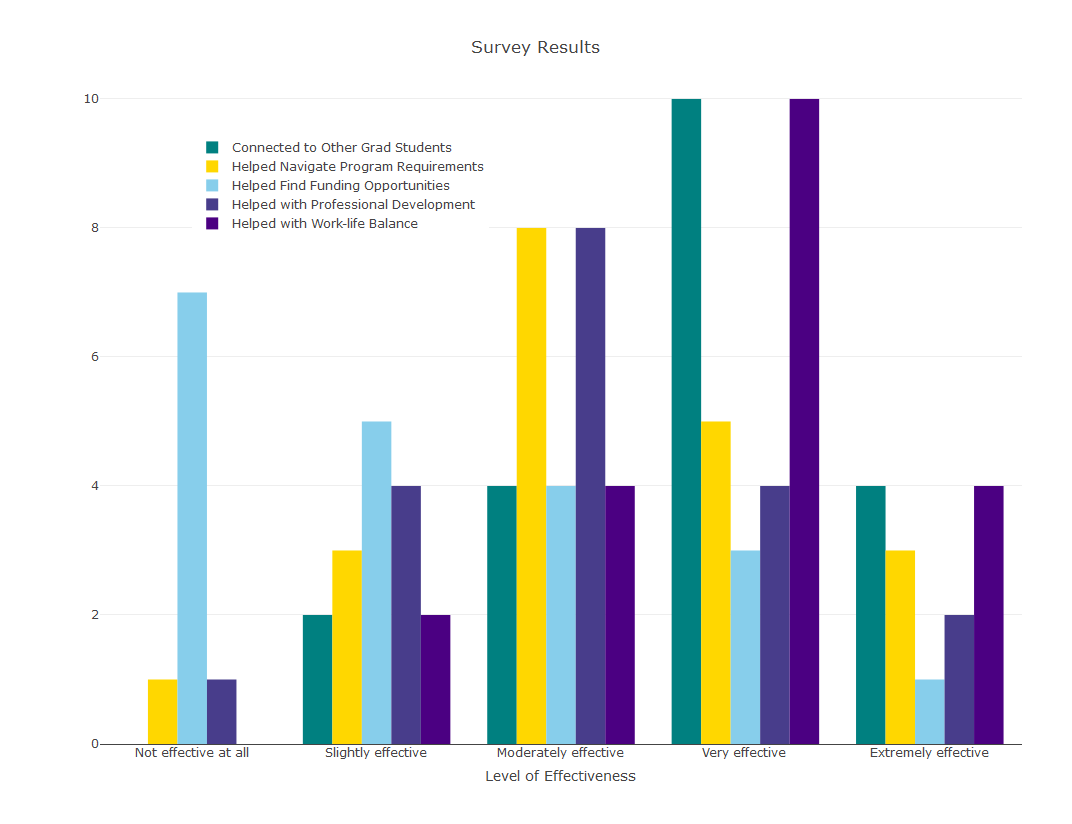 Survey Results
10
Connected to Other Grad Students
Helped Navigate Program Requirements
Helped Find Funding Opportunities
Helped with Professional Development
Helped with Work-life Balance
8
6
4
2
0
Not effective at all Slightly effective Moderately effective Very effective Extremely effective
Level of Effectiveness